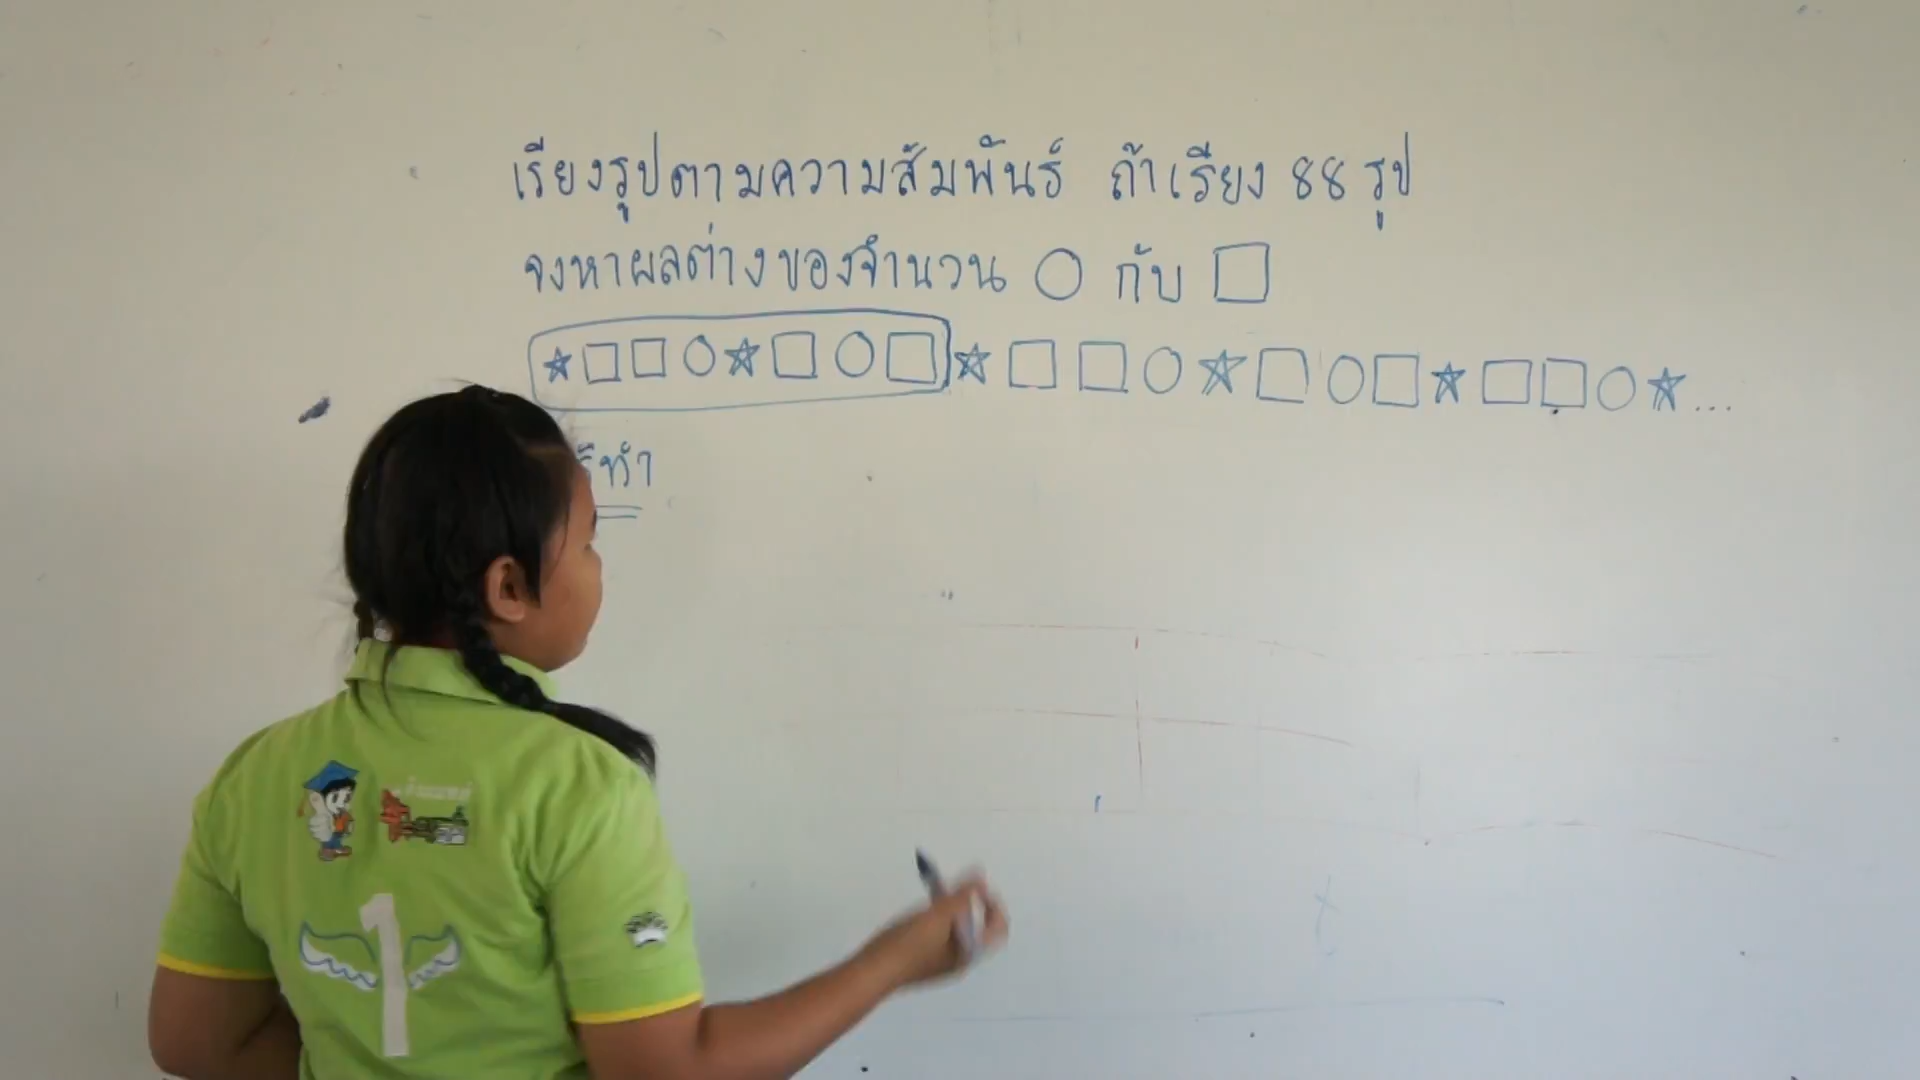 เรียงรูปตามความสัมพันธ์ ถ้าเรียง 88 รูป
จงหาผลต่างของจำนวน ○ กับ □
☆□□○☆□○□☆□□○☆□○□☆□□○☆...
1